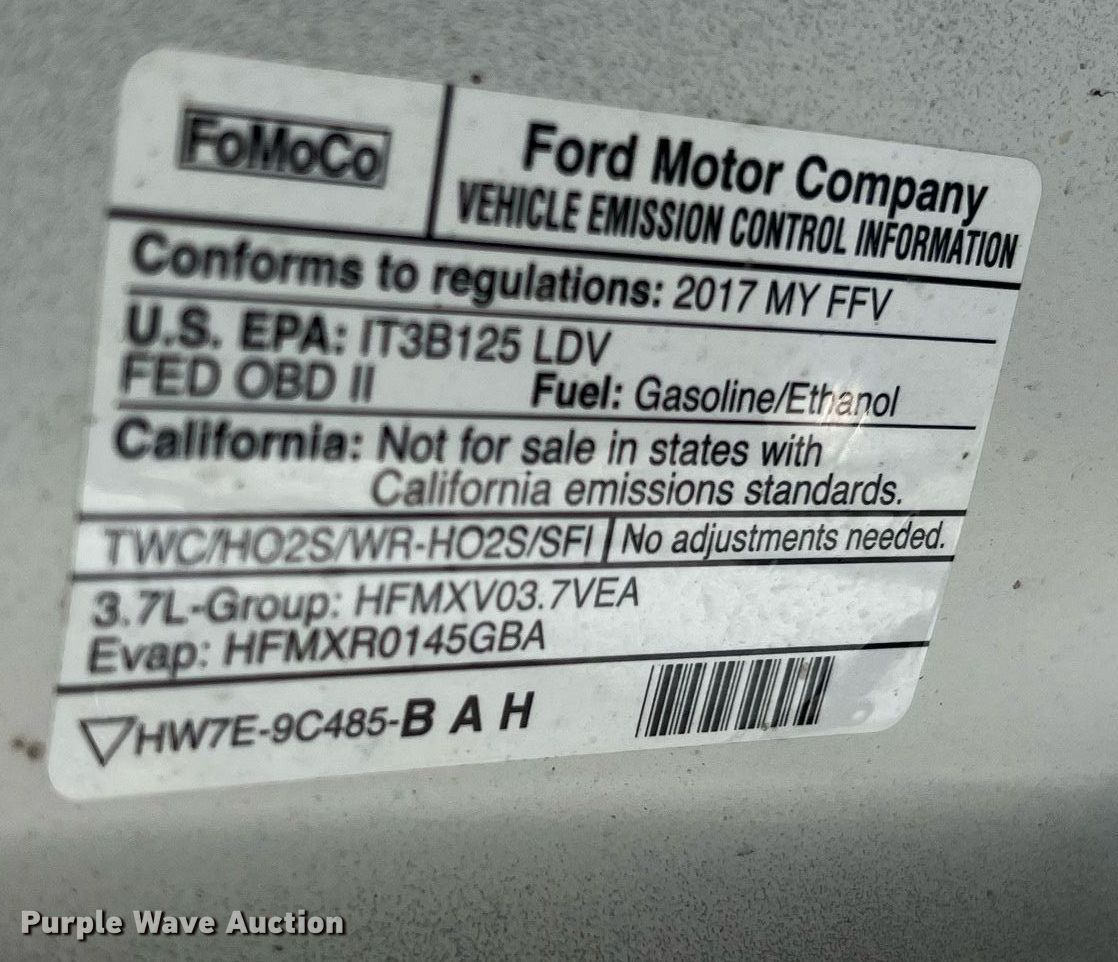 FoMoCo
Ford Motor Company
VEHICLE EMISSION CONTROL INFORMATION
Conforms to regulations: 2017 MY FFV
U.S. EPA: IT3B125 LDV
FED OBD II Fuel: Gasoline/Ethanol
California: Not for sale in states with
California emissions standards.
TWC/HO2S/WR-HO2S/SFI No adjustments needed.
3.7L-Group: HFMXV03.7VEA
Evap: HFMXR0145GBA
HW7E-9C485-B A H
Purple Wave Auction